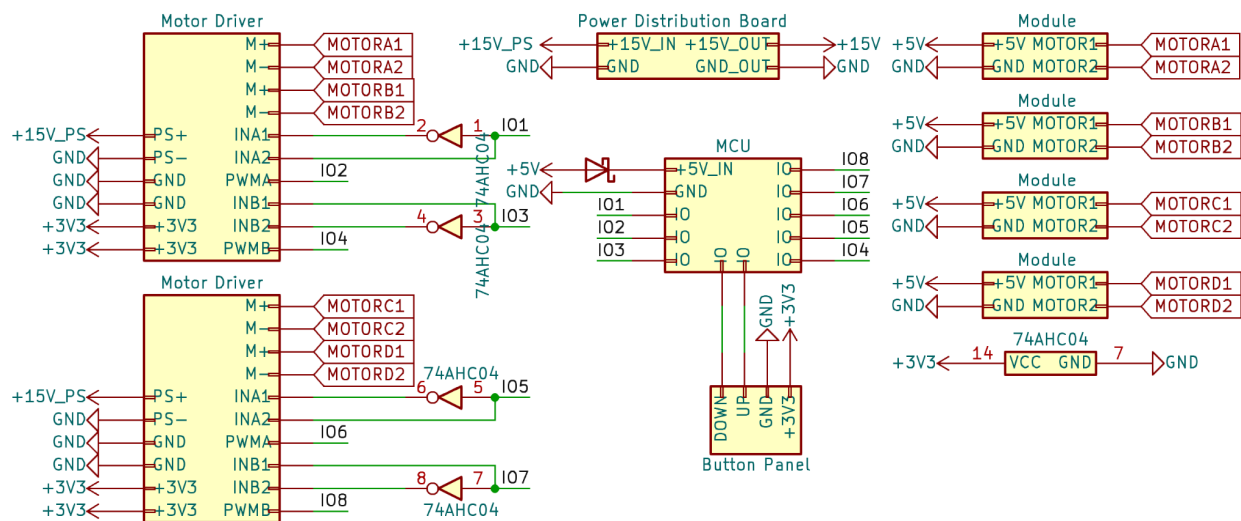 Motor Driver
M+ MOTORA1
M- MOTORA2
M+ MOTORB1
M- MOTORB2
+15V_PS PS+ INA1 2 1 IO1
GND PS- INA2 74AHC04
GND GND PWMA IO2
GND GND INB1
+3V3 +3V3 INB2 4 3 IO3
+3V3 +3V3 PWMB IO4
74AHC04
Motor Driver
M+ MOTORC1
M- MOTORC2
M+ MOTORD1
M- MOTORD2
74AHC04
+15V_PS PS+ INA1 6 5 IO5
GND PS- INA2
GND GND PWMA IO6
GND GND INB1
+3V3 +3V3 INB2 8 7 IO7
+3V3 +3V3 PWMB IO8
74AHC04
Power Distribution Board
+15V_PS +15V_IN +15V_OUT +15V
GND GND GND_OUT GND
MCU
+5V +5V_IN IO IO8
GND GND IO IO7
IO1 IO IO IO6
IO2 IO IO IO5
IO3 IO IO IO4
IO IO
GND +3V3
DOWN UP GND +3V3
Button Panel
Module
+5V +5V MOTOR1 MOTORA1
GND GND MOTOR2 MOTORA2
Module
+5V +5V MOTOR1 MOTORB1
GND GND MOTOR2 MOTORB2
Module
+5V +5V MOTOR1 MOTORC1
GND GND MOTOR2 MOTORC2
Module
+5V +5V MOTOR1 MOTORD1
GND GND MOTOR2 MOTORD2
74AHC04
+3V3 14 VCC GND 7 GND